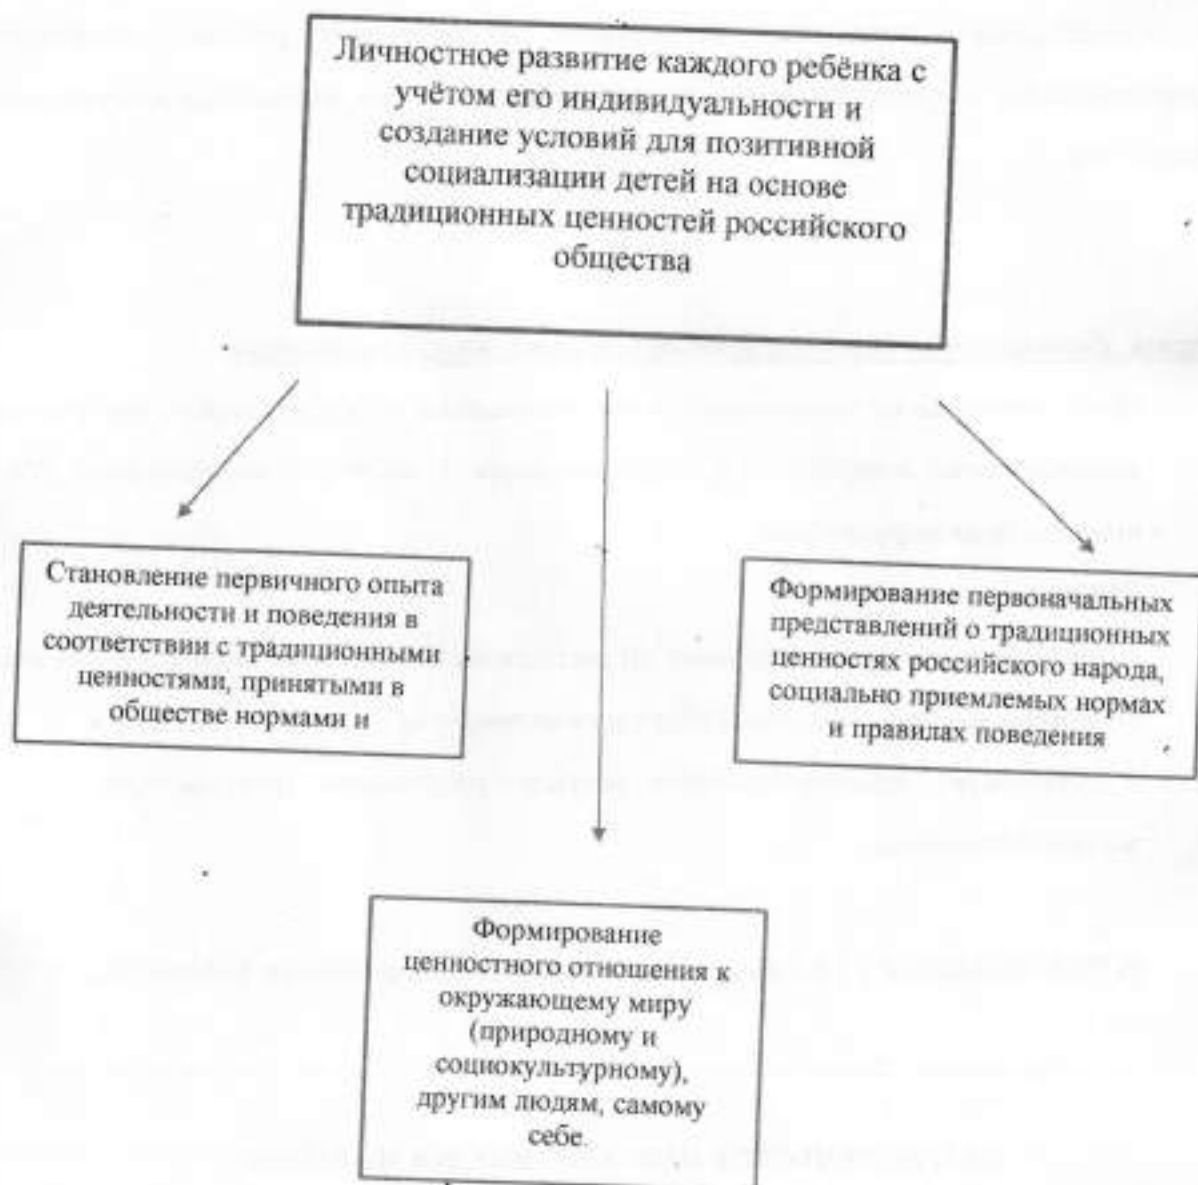 Личностное развитие каждого ребёнка с
учётом его индивидуальности и
создание условий для позитивной
социализации детей на основе
традиционных ценностей российского
общества
Становление первичного опыта
деятельности и поведения в
соответствии с традиционными
ценностями, принятыми в
обществе нормами и
Формирование первоначальных
представлений о традиционных
ценностях российского народа,
социально приемлемых нормах
и правилах поведения
Формирование
ценностного отношения к
окружающему миру
(природному и
социокультурному),
другим людям, самому
себе.